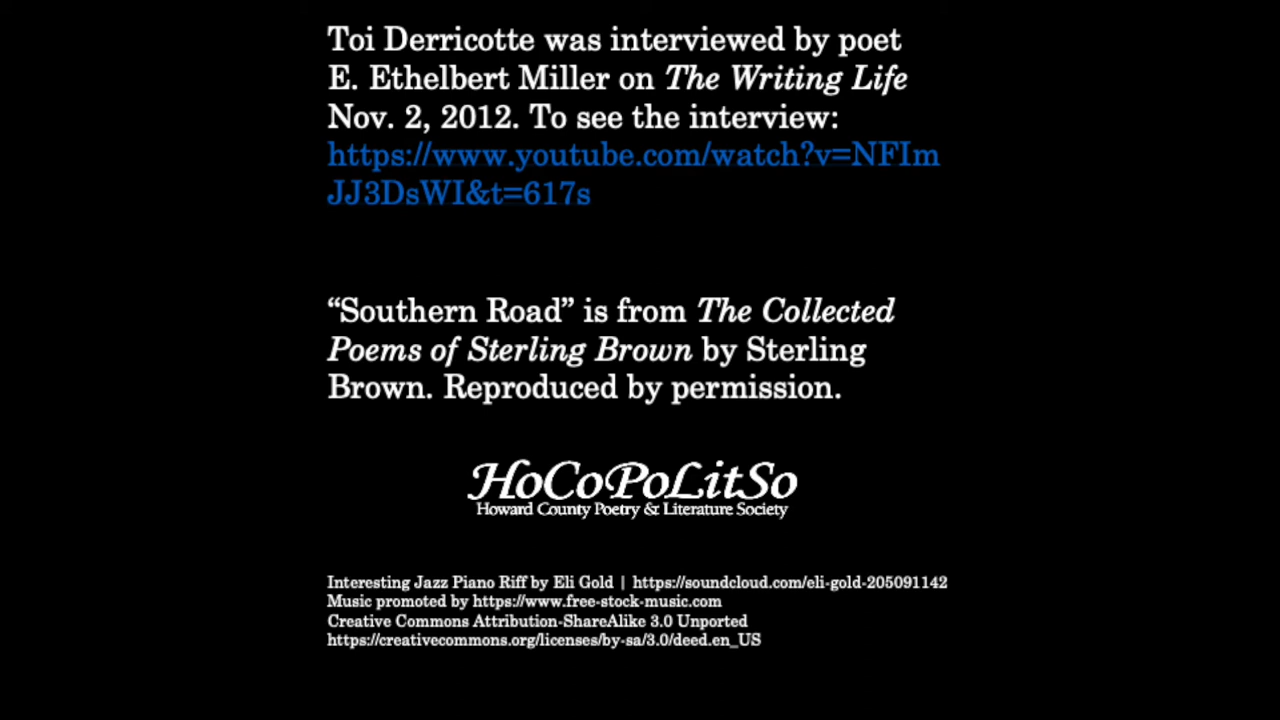 Toi Derricotte was interviewed by poet
E. Ethelbert Miller on The Writing Life
Nov. 2, 2012. To see the interview:
https://www.youtube.com/watch?v=NFIm
JJ3DsWI&t=617s
“Southern Road” is from The Collected
Poems of Sterling Brown by Sterling
Brown. Reproduced by permission.
HoCoPoLitSo
Howard County Poetry & Literature Society
Interesting Jazz Piano Riff by Eli Gold | https://soundcloud.com/eli-gold-205091142
Music promoted by https://www.free-stock-music.com
Creative Commons Attribution-ShareAlike 3.0 Unported
https://creativecommons.org/licenses/by-sa/3.0/deed.en_US